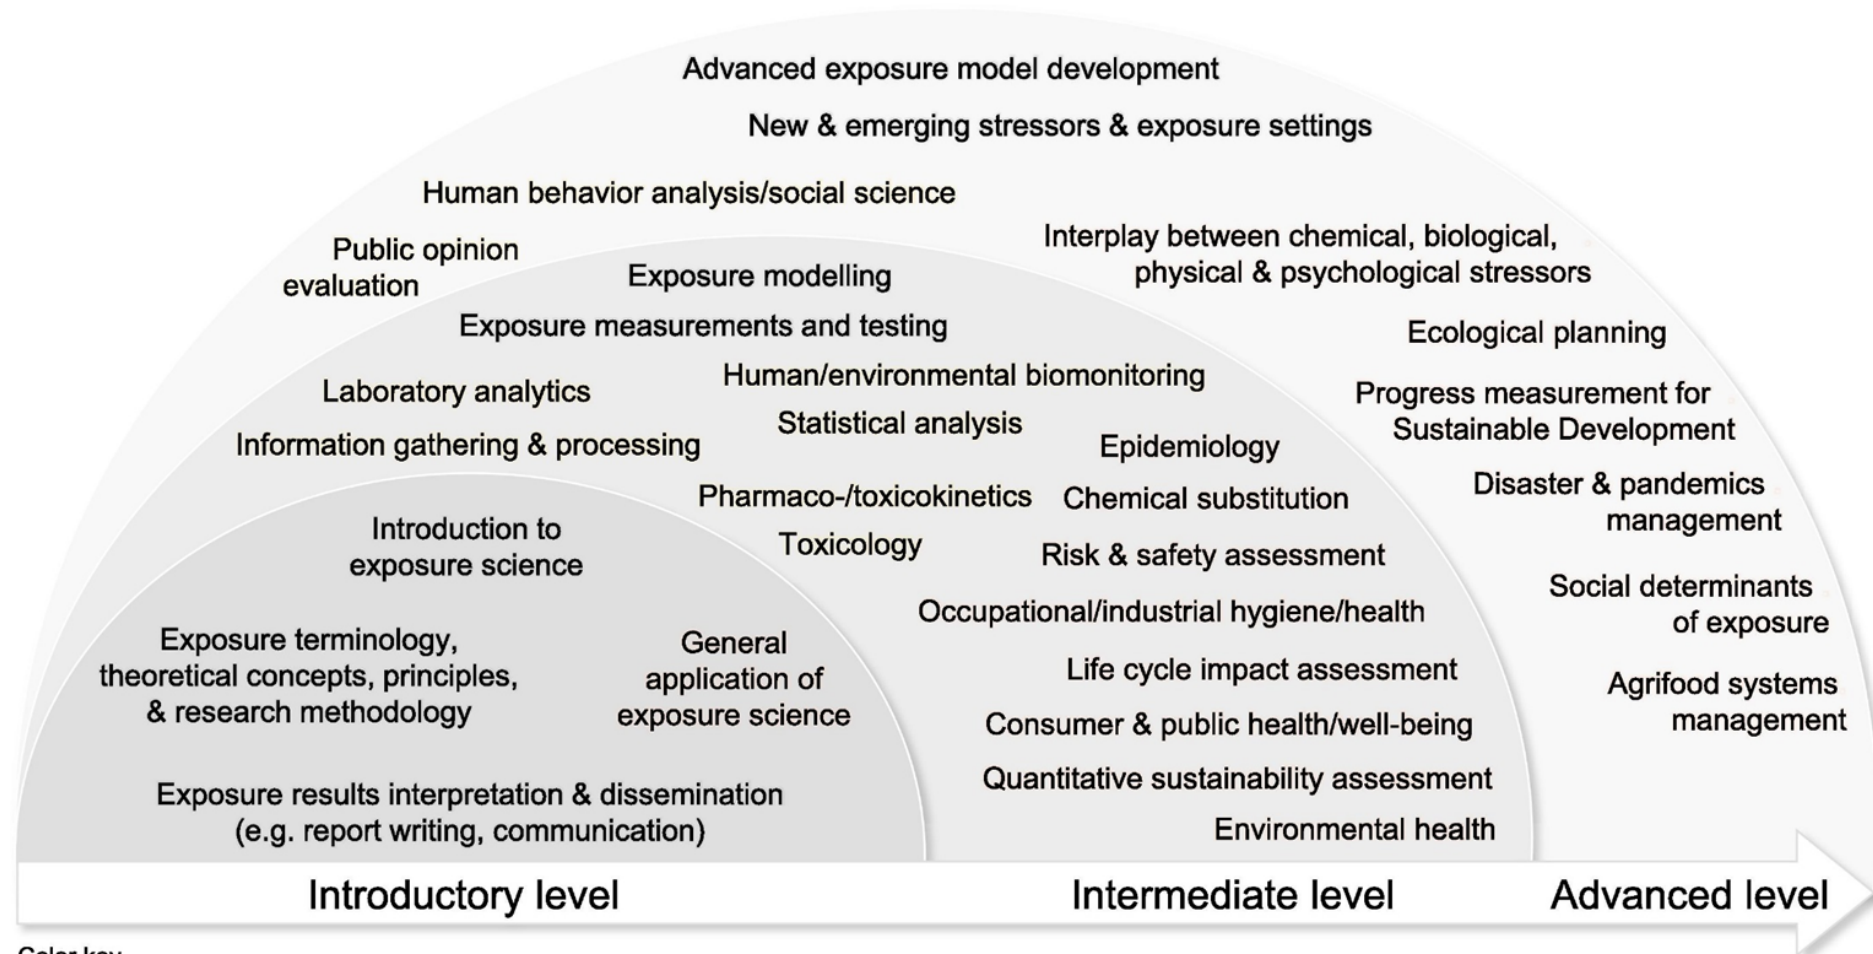 Advanced exposure model development
New & emerging stressors & exposure settings
Human behavior analysis/social science
Public opinion
evaluation
Interplay between chemical, biological,
physical & psychological stressors
Ecological planning
Progress measurement for
Sustainable Development
Disaster & pandemics
management
Social determinants
of exposure
Agrifood systems
management
Exposure modelling
Exposure measurements and testing
Laboratory analytics
Human/environmental biomonitoring
Information gathering & processing
Statistical analysis
Epidemiology
Pharmaco-/toxicokinetics
Chemical substitution
Toxicology
Risk & safety assessment
Occupational/industrial hygiene/health
Life cycle impact assessment
Consumer & public health/well-being
Quantitative sustainability assessment
Environmental health
Introduction to
exposure science
Exposure terminology,
theoretical concepts, principles,
& research methodology
General
application of
exposure science
Exposure results interpretation & dissemination
(e.g. report writing, communication)
Introductory level
Intermediate level
Advanced level
Color key